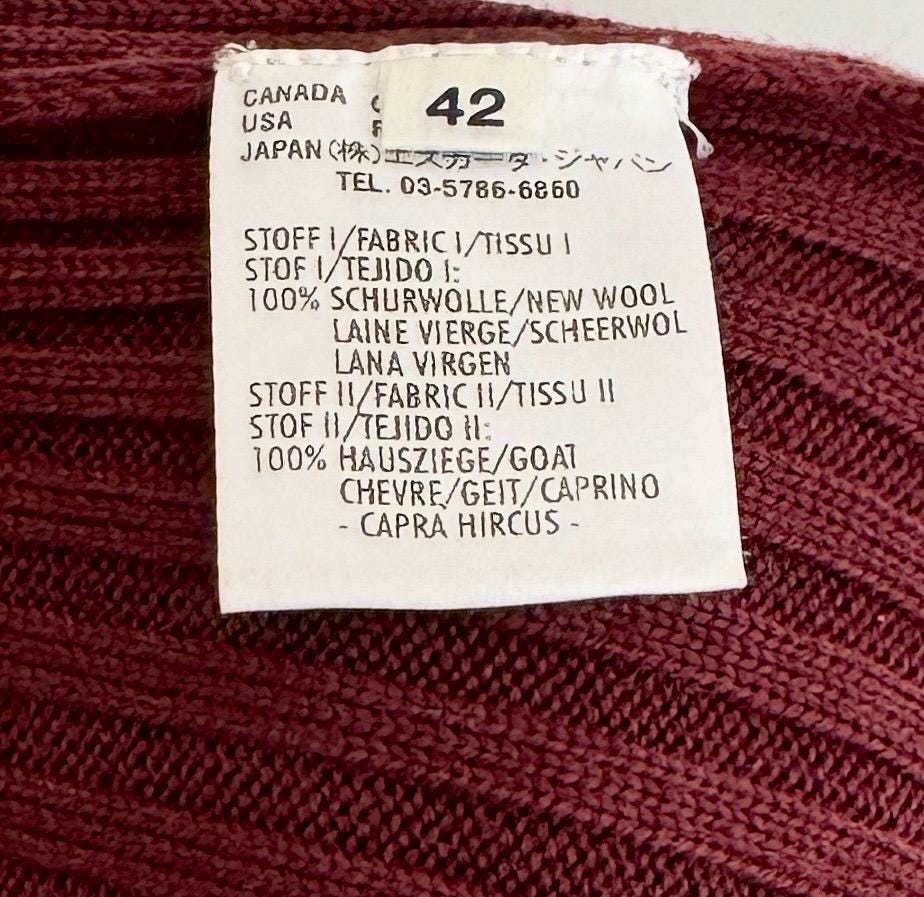 CANADA
42
USA
JAPAN (株)エスカーダ・ジャパン
TEL. 03-5786-6860
STOFF I/FABRIC I/TISSU I
STOF I/TEJIDO I:
100% SCHURWOLLE/NEW WOOL
LAINE VIERGE/SCHEERWOL
LANA VIRGEN
STOFF II/FABRIC II/TISSU II
STOF II/TEJIDO II:
100% HAUSZIEGE/GOAT
CHEVRE/GEIT/CAPRINO
- CAPRA HIRCUS -